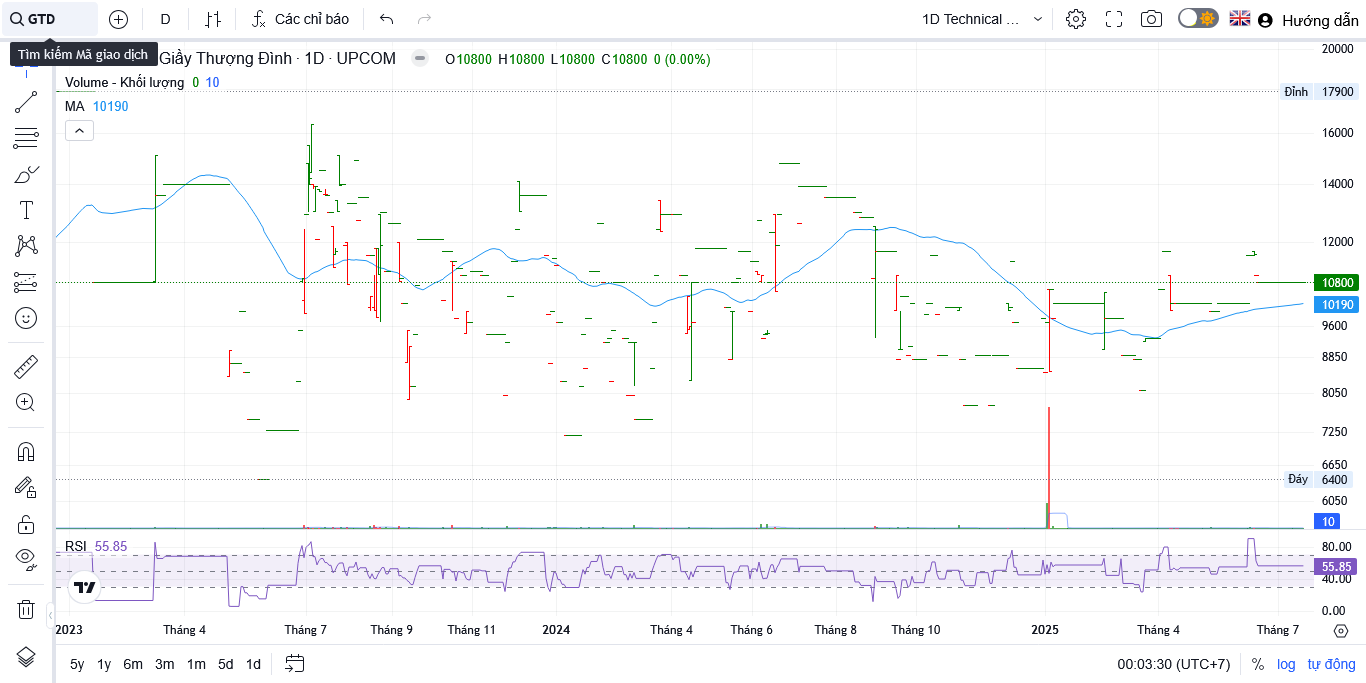 GTD
D
Các chỉ báo
1D Technical ...
Hướng dẫn
Tìm kiếm Mã giao dịch
Giầy Thượng Đình · 1D · UPCOM
O10800 H10800 L10800 C10800 0 (0.00%)
Volume - Khối lượng 0 10
MA 10190
20000
Đỉnh 17900
16000
14000
12000
10800
10190
9600
8850
8050
7250
6650
Đáy 6400
6050
10
RSI 55.85
80.00
55.85
40.00
0.00
2023 Tháng 4 Tháng 7 Tháng 9 Tháng 11 2024 Tháng 4 Tháng 6 Tháng 8 Tháng 10 2025 Tháng 4 Tháng 7
5y 1y 6m 3m 1m 5d 1d
00:03:30 (UTC+7) % log tự động